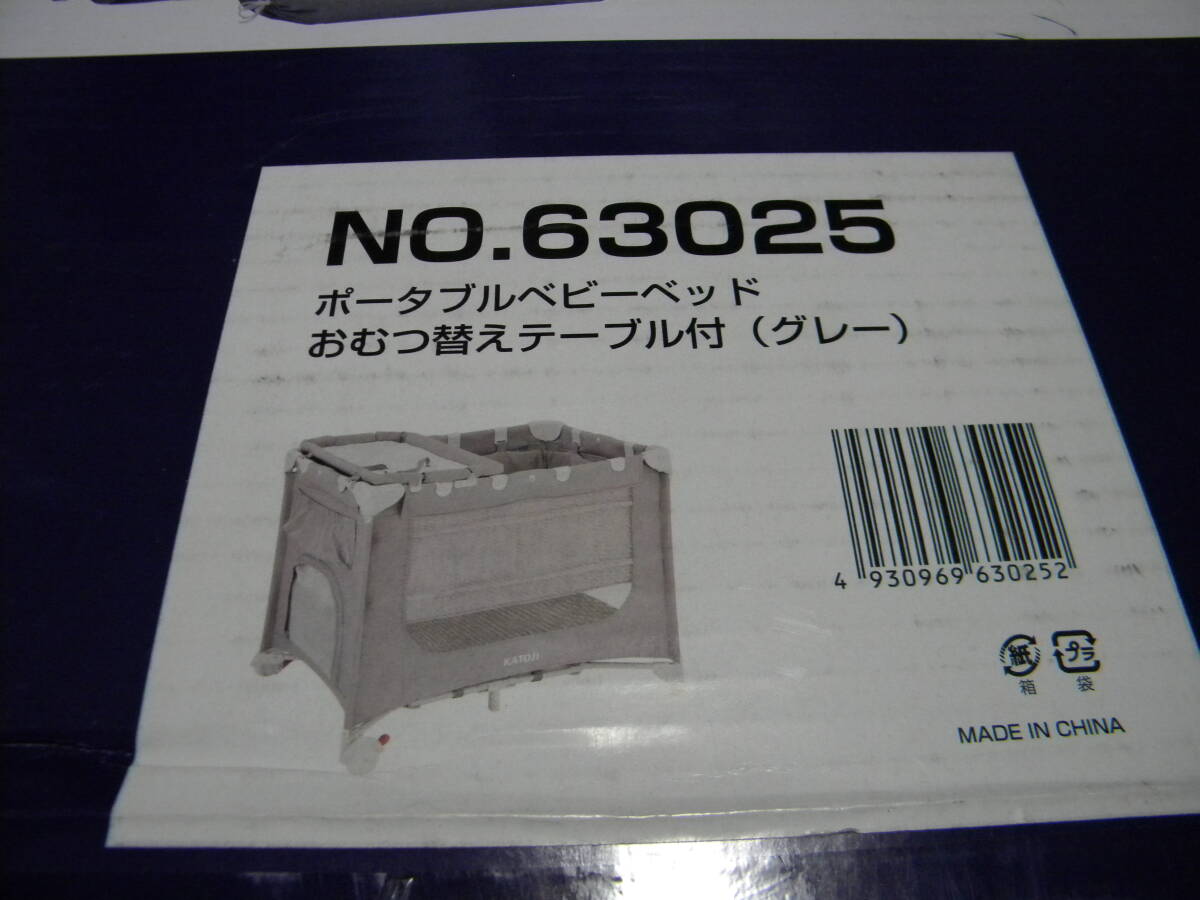 NO.63025
ポータブルベビーベッド
おむつ替えテーブル付（グレー）
KATOJI
4 930969 630252
紙 プラ
箱 袋
MADE IN CHINA